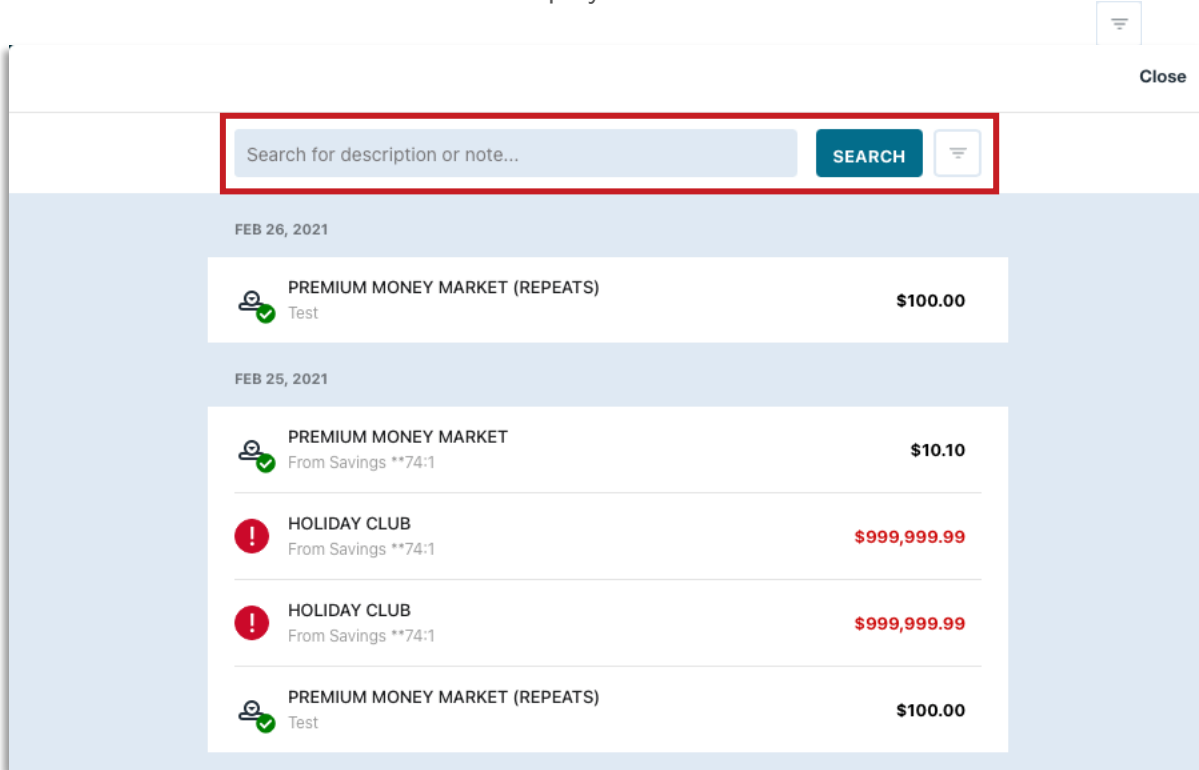 Close
Search for description or note...
SEARCH
FEB 26, 2021
PREMIUM MONEY MARKET (REPEATS)
$100.00
Test
FEB 25, 2021
PREMIUM MONEY MARKET
$10.10
From Savings **74:1
HOLIDAY CLUB
$999,999.99
From Savings **74:1
HOLIDAY CLUB
$999,999.99
From Savings **74:1
PREMIUM MONEY MARKET (REPEATS)
$100.00
Test